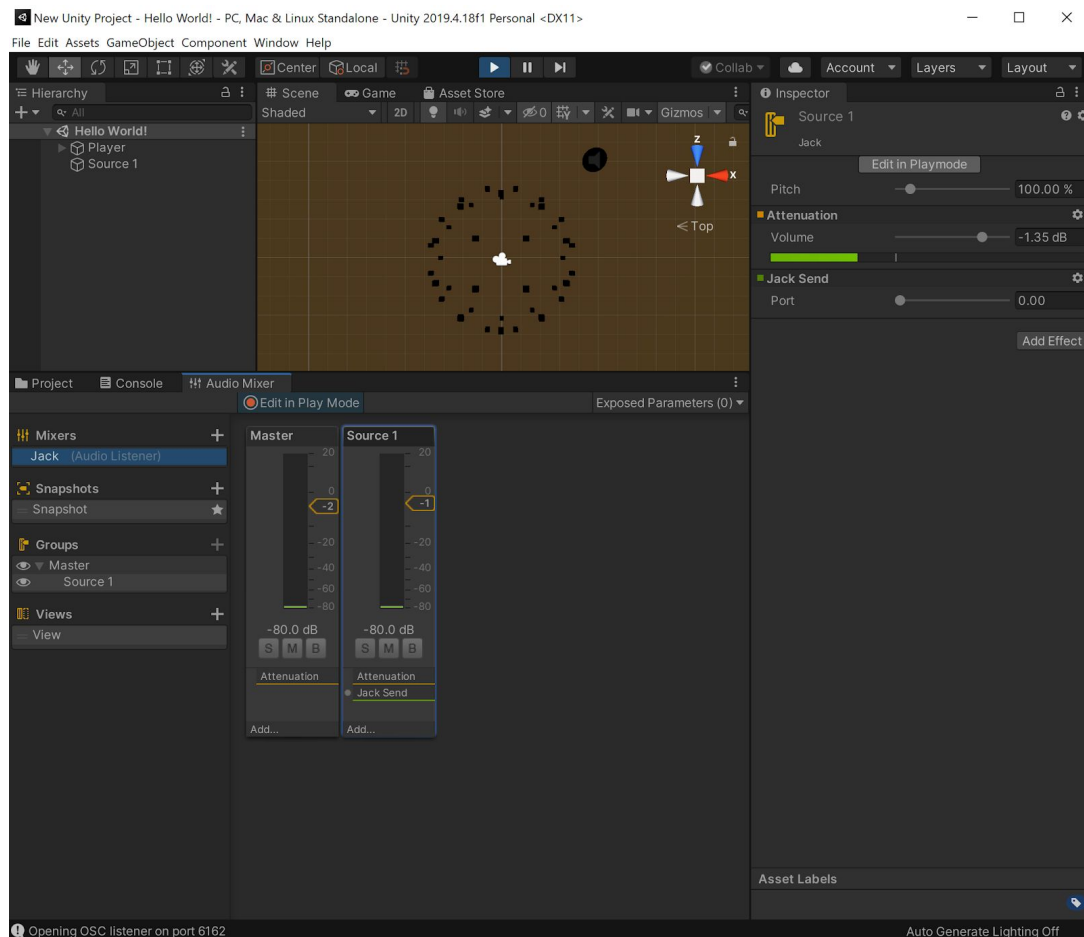 New Unity Project - Hello World! - PC, Mac & Linux Standalone - Unity 2019.4.18f1 Personal <DX11>
File Edit Assets GameObject Component Window Help
Center Local Collab Account Layers Layout
Hierarchy
All
Hello World!
Player
Source 1
Scene Game Asset Store
Shaded 2D 0 Gizmos
z
x
Top
Inspector
Source 1
Jack
Edit in Playmode
Pitch 100.00 %
Attenuation
Volume -1.35 dB
Jack Send
Port 0.00
Add Effect
Project Console Audio Mixer
Edit in Play Mode Exposed Parameters (0)
Mixers
Jack (Audio Listener)
Snapshots
Snapshot
Groups
Master
Source 1
Views
View
Master Source 1
20 20
0 0
-2 -1
-20 -20
-40 -40
-60 -60
-80 -80
-80.0 dB -80.0 dB
S M B S M B
Attenuation Attenuation
Jack Send
Add... Add...
Asset Labels
Opening OSC listener on port 6162 Auto Generate Lighting Off